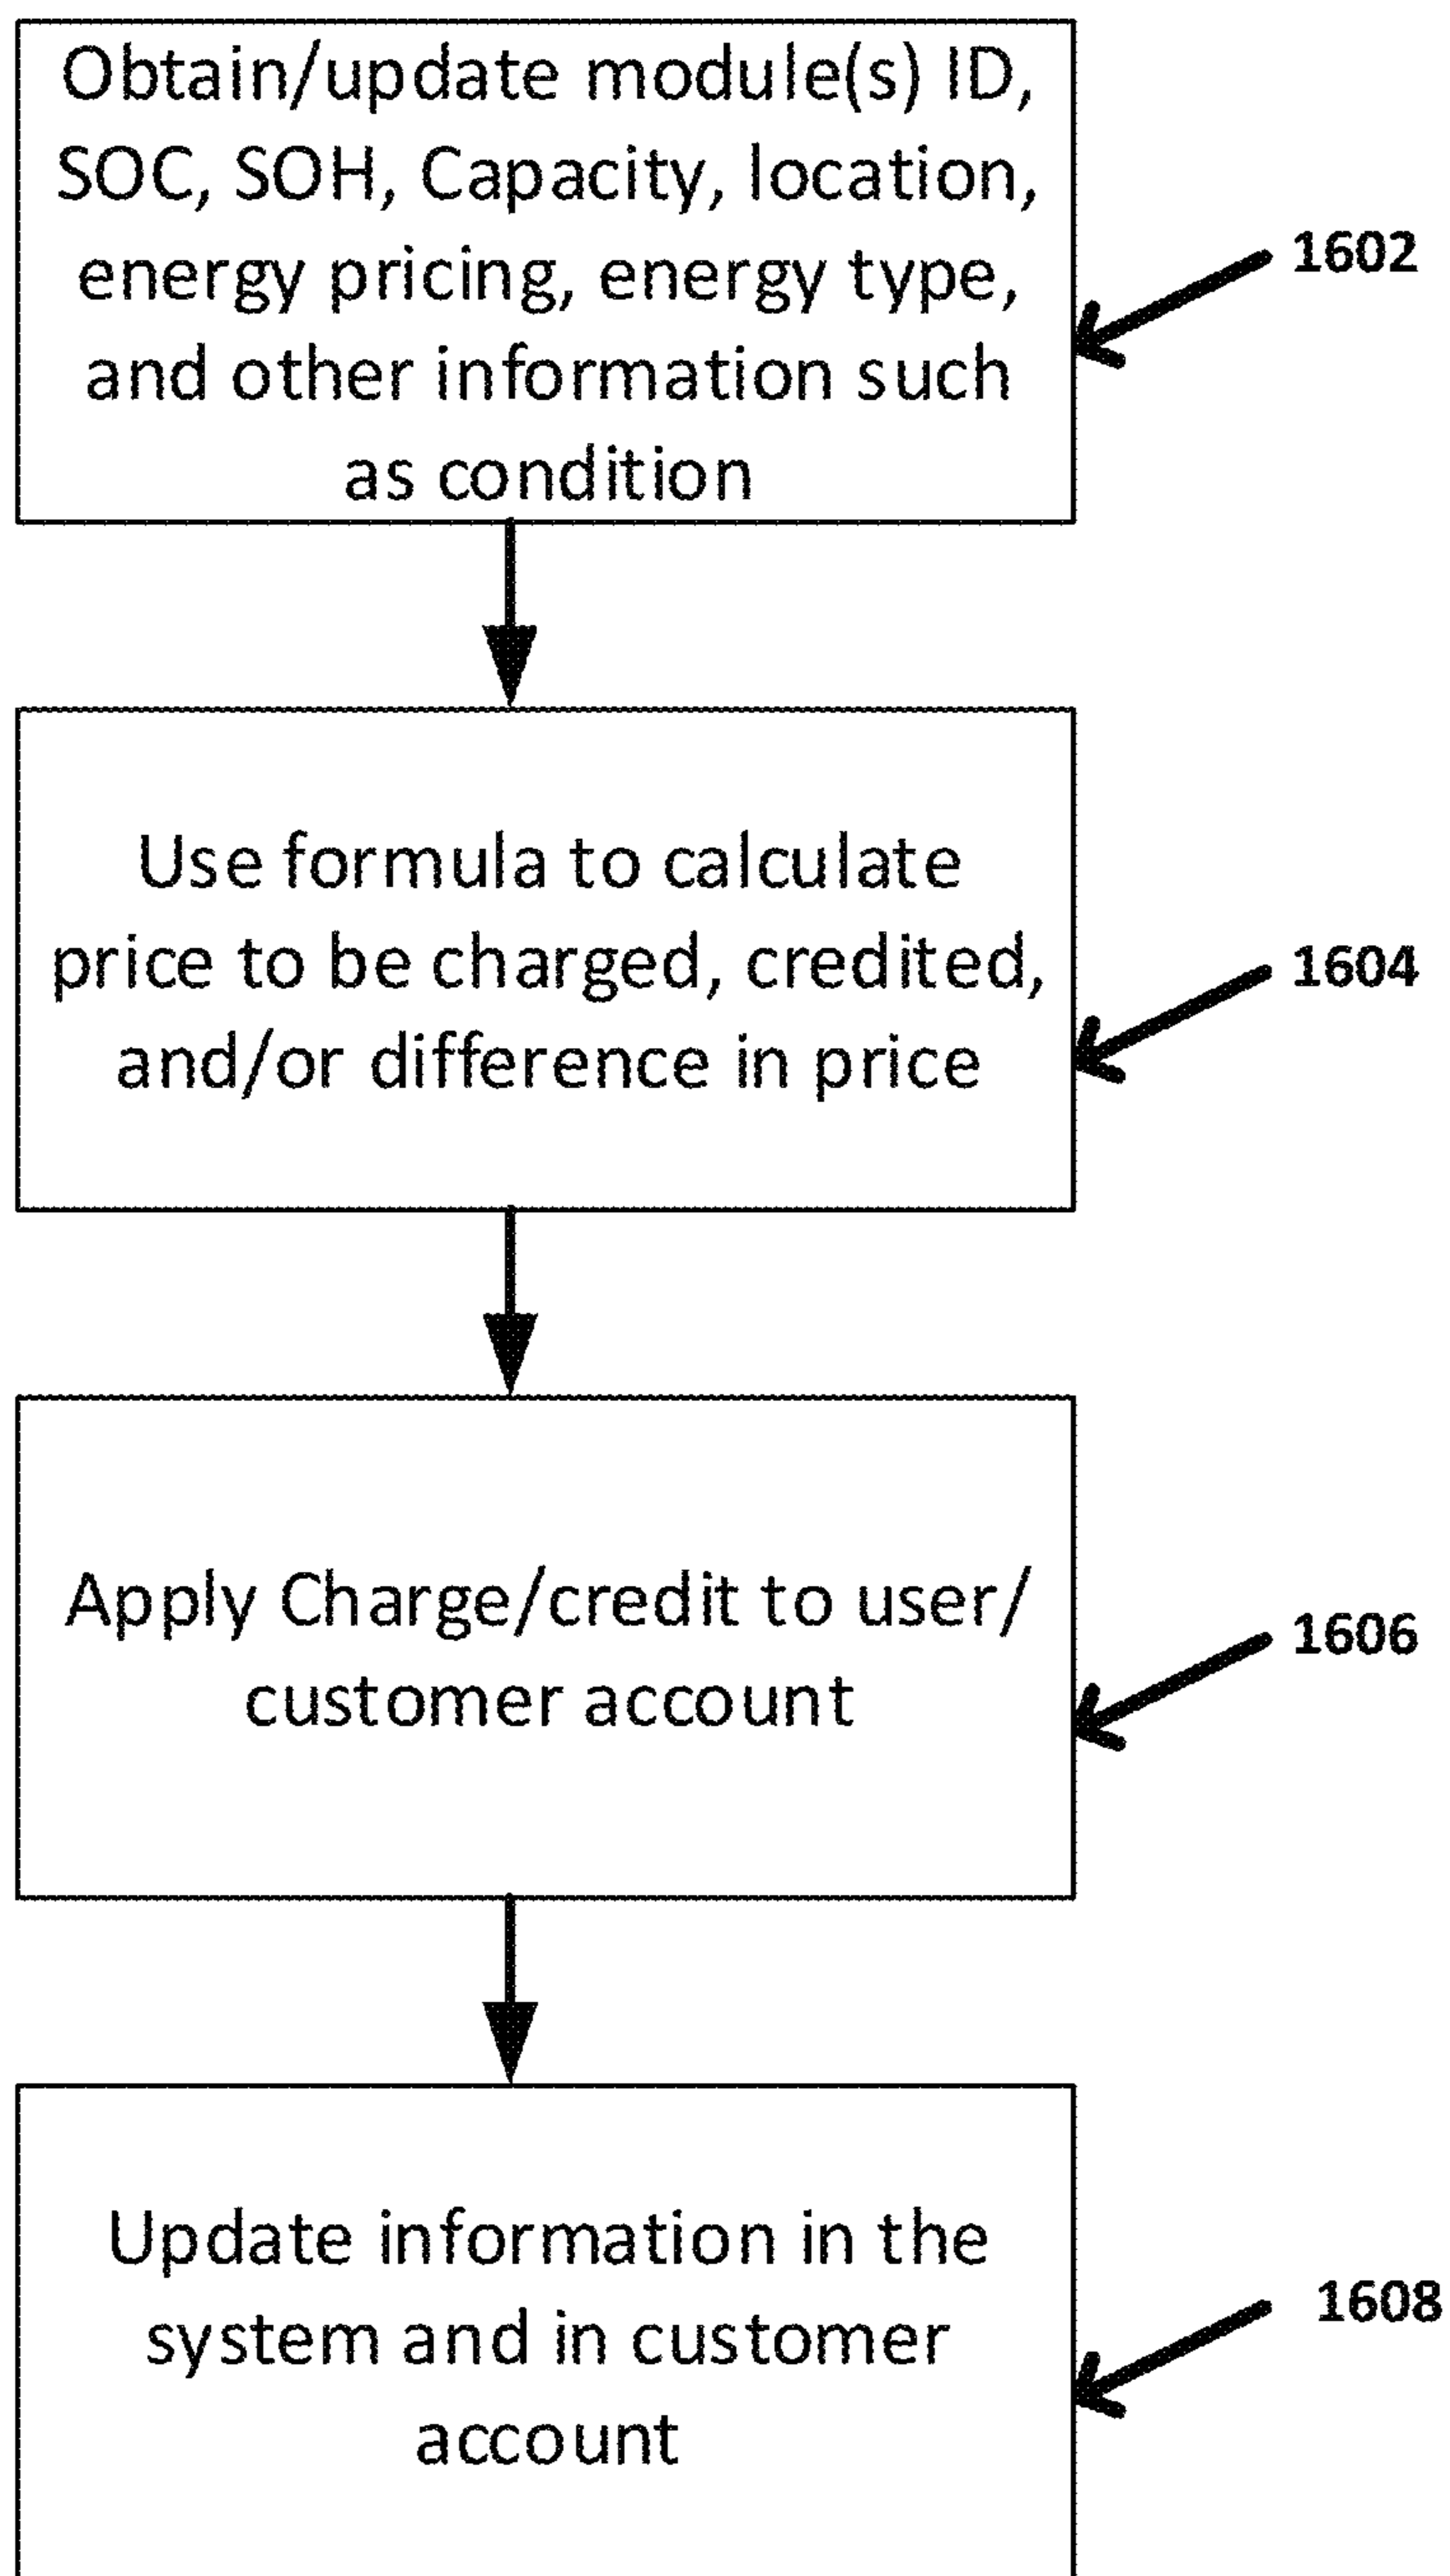 Obtain/update module(s) ID,
SOC, SOH, Capacity, location,
energy pricing, energy type,
and other information such
as condition
1602
Use formula to calculate
price to be charged, credited,
and/or difference in price
1604
Apply Charge/credit to user/
customer account
1606
Update information in the
system and in customer
account
1608